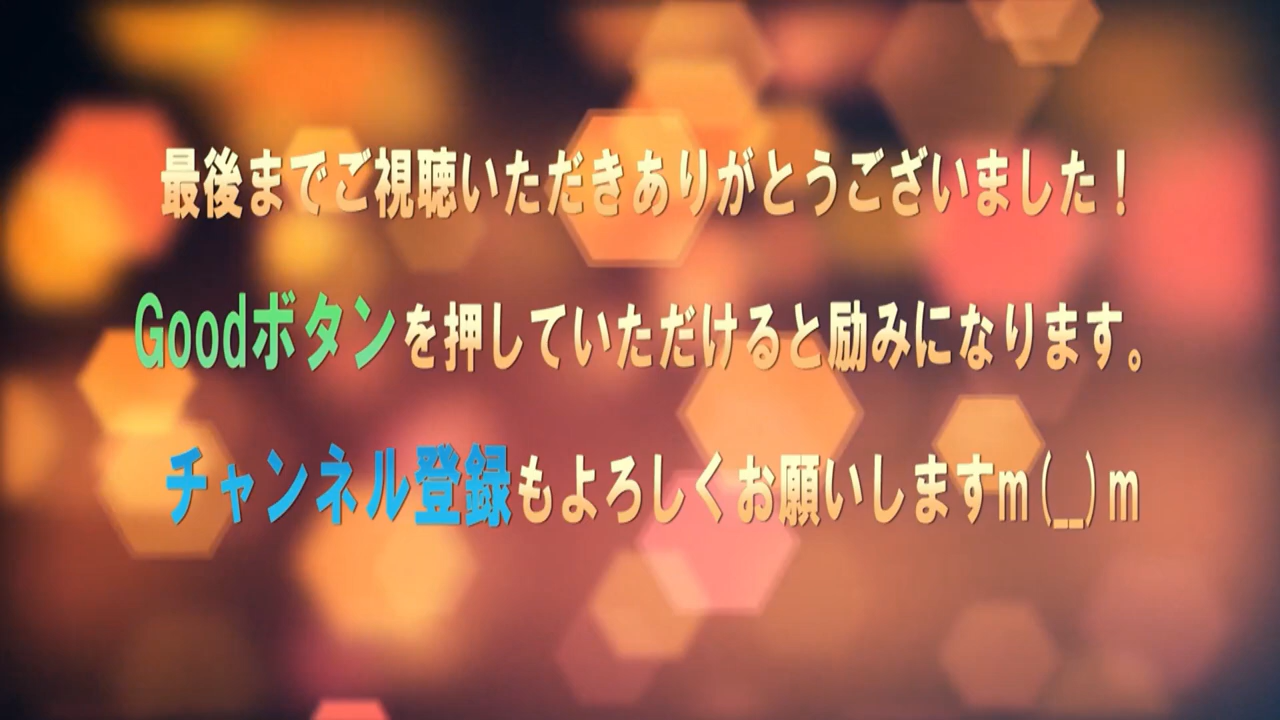 最後までご視聴いただきありがとうございました！
Goodボタンを押していただけると励みになります。
チャンネル登録もよろしくお願いしますm(__)m